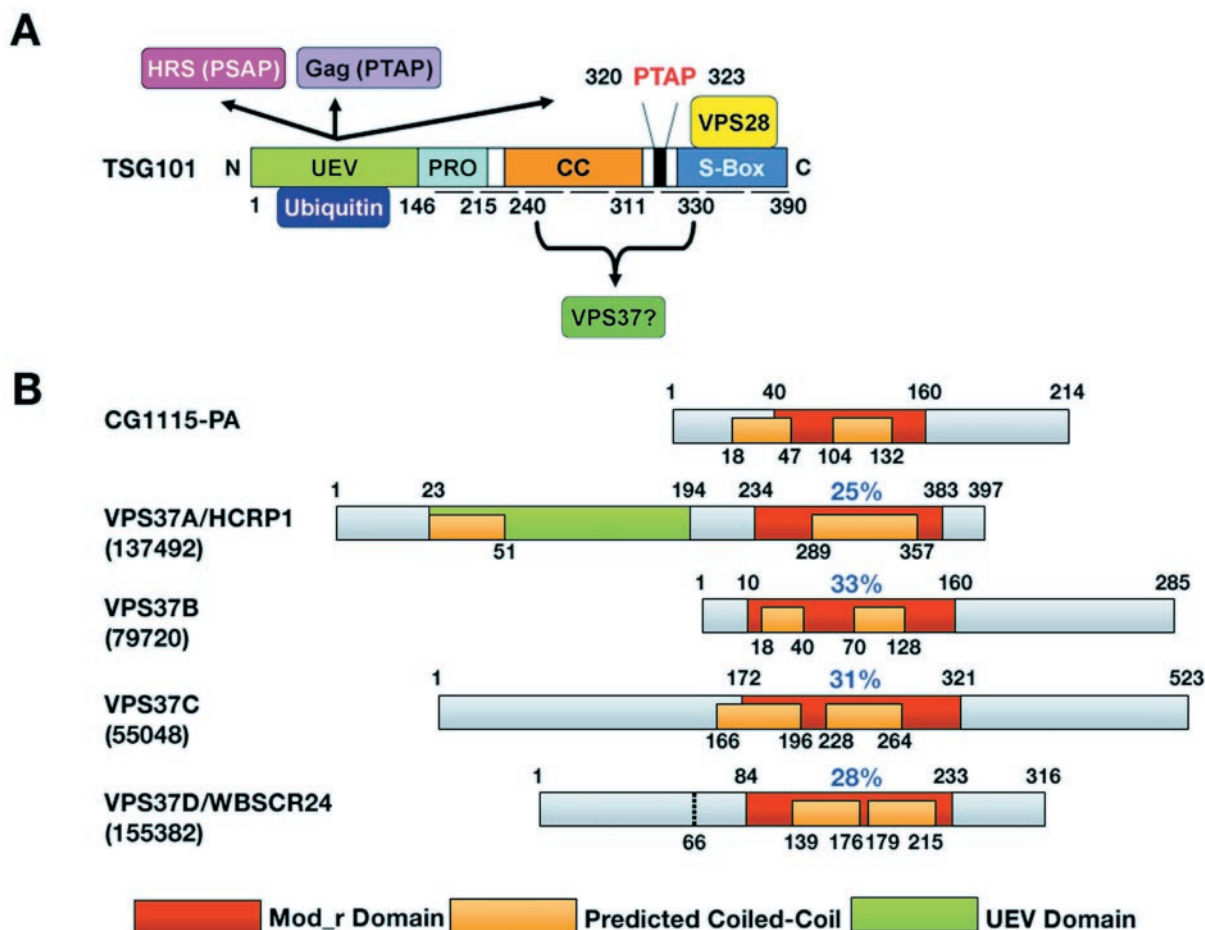 A
HRS (PSAP) Gag (PTAP)
320 PTAP 323
VPS28
TSG101 N UEV PRO CC S-Box C
1 Ubiquitin 146 215 240 311 330 390
VPS37?
B
1 40 160 214
CG1115-PA
18 47 104 132
1 23 194 234 25% 383 397
VPS37A/HCRP1
(137492)
51 289 357
1 10 33% 160 285
VPS37B
(79720)
18 40 70 128
1 172 31% 321 523
VPS37C
(55048)
166 196 228 264
1 84 28% 233 316
VPS37D/WBSCR24
(155382)
66 139 176 179 215
Mod_r Domain Predicted Coiled-Coil UEV Domain